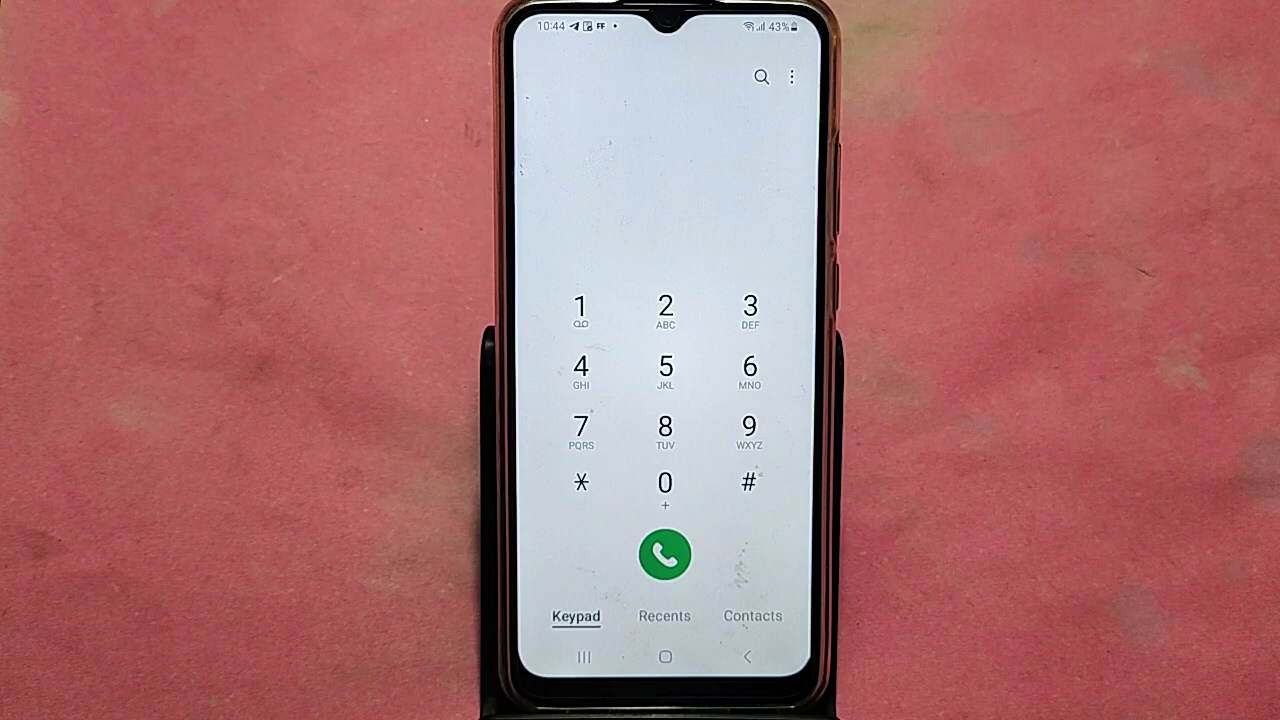 10:44 FF 43%
1 2 3
ABC DEF
4 5 6
GHI JKL MNO
7 8 9
PQRS TUV WXYZ
* 0 #
+
Keypad Recents Contacts